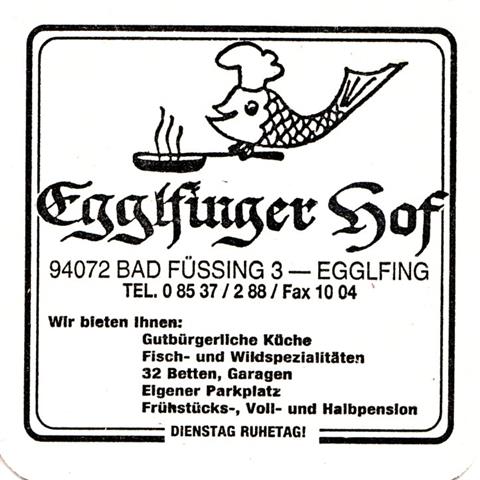 Egglfinger Hof
94072 BAD FÜSSING 3 — EGGLFING
TEL. 0 85 37 / 2 88 / Fax 10 04
Wir bieten Ihnen:
Gutbürgerliche Küche
Fisch- und Wildspezialitäten
32 Betten, Garagen
Eigener Parkplatz
Frühstücks-, Voll- und Halbpension
DIENSTAG RUHETAG!